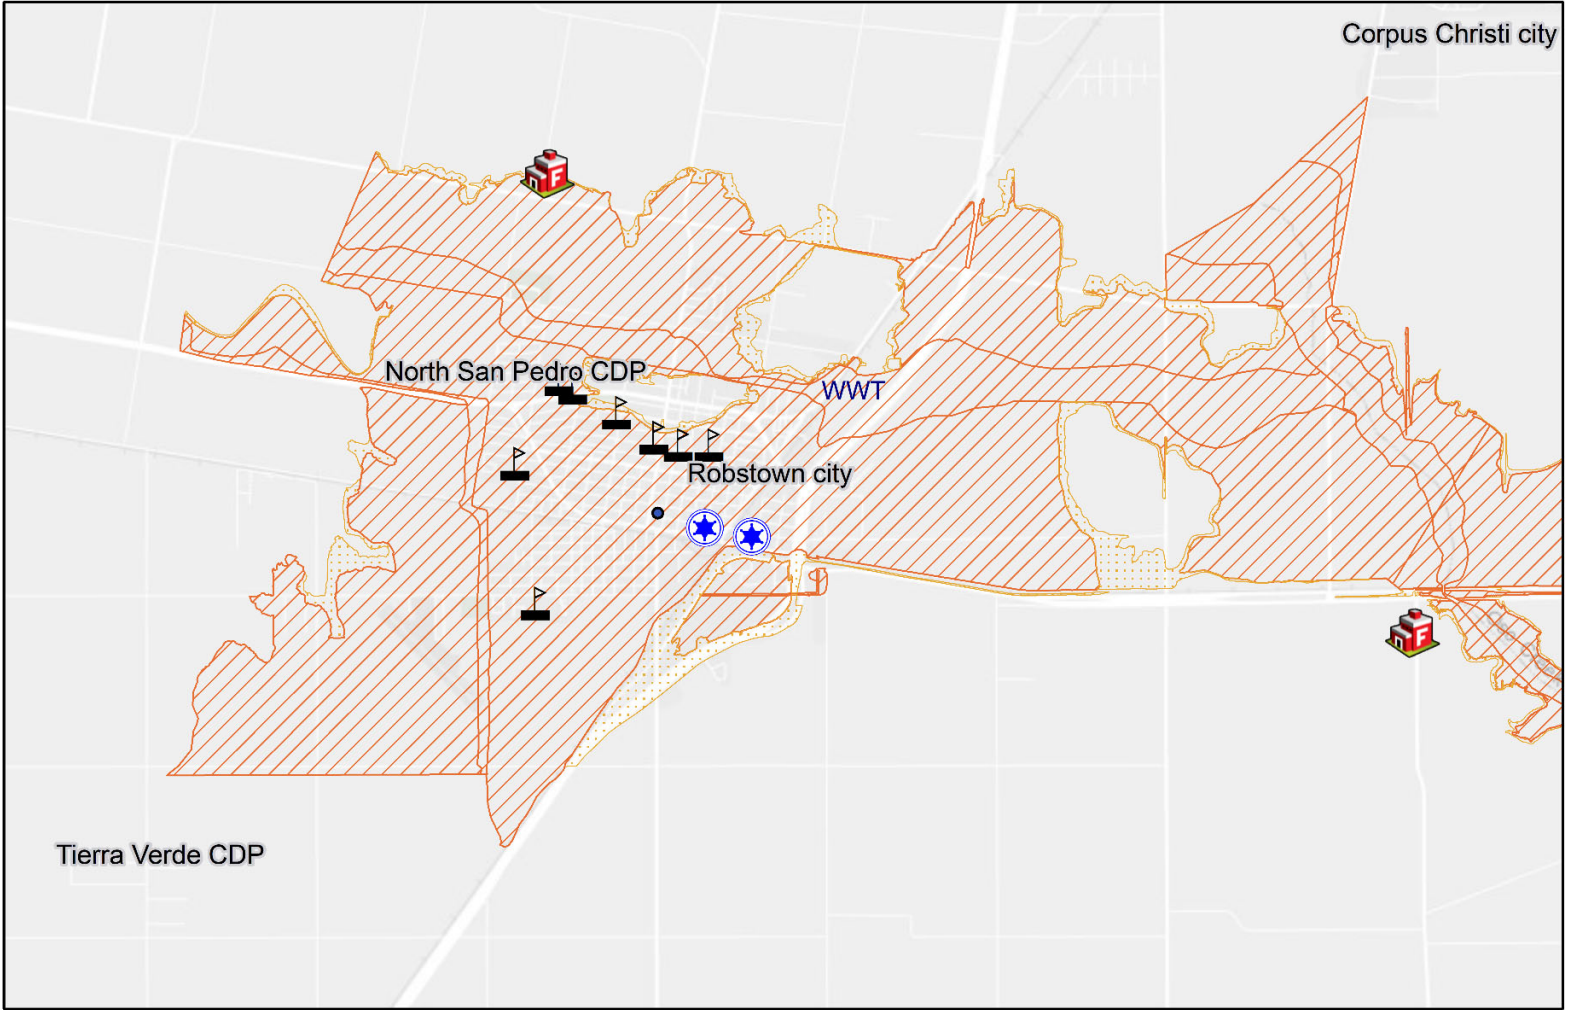 Corpus Christi city
North San Pedro CDP
WWT
Robstown city
Tierra Verde CDP
F
F